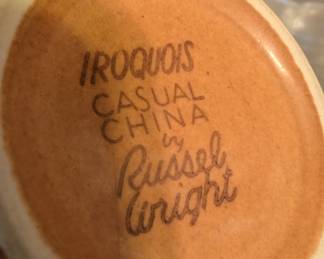 IROQUOIS
CASUAL
CHINA
by
Russel
Wright